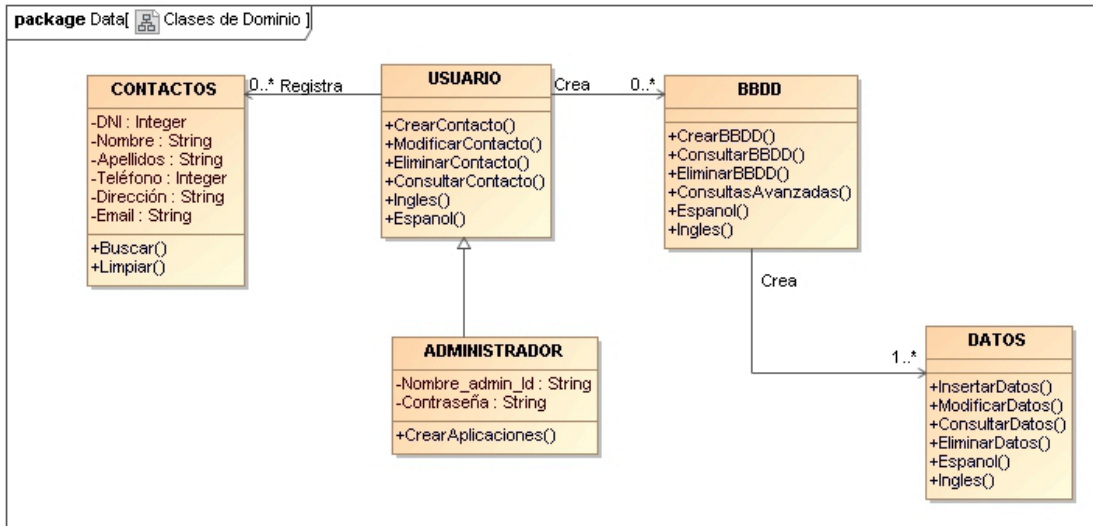 package Data[ Clases de Dominio ]
CONTACTOS
-DNI : Integer
-Nombre : String
-Apellidos : String
-Teléfono : Integer
-Dirección : String
-Email : String
+Buscar()
+Limpiar()
0..* Registra
USUARIO
+CrearContacto()
+ModificarContacto()
+EliminarContacto()
+ConsultarContacto()
+Ingles()
+Espanol()
Crea 0..*
BBDD
+CrearBBDD()
+ConsultarBBDD()
+EliminarBBDD()
+ConsultasAvanzadas()
+Espanol()
+Ingles()
Crea
1..*
ADMINISTRADOR
-Nombre_admin_Id : String
-Contraseña : String
+CrearAplicaciones()
DATOS
+InsertarDatos()
+ModificarDatos()
+ConsultarDatos()
+EliminarDatos()
+Espanol()
+Ingles()